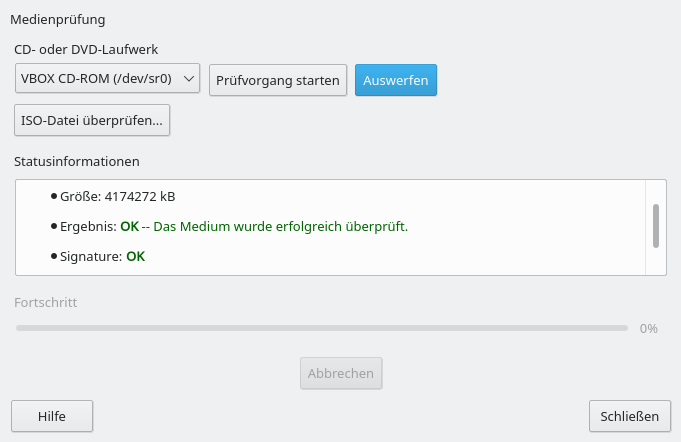 Medienprüfung
CD- oder DVD-Laufwerk
VBOX CD-ROM (/dev/sr0) Prüfvorgang starten Auswerfen
ISO-Datei überprüfen...
Statusinformationen
Größe: 4174272 kB
Ergebnis: OK -- Das Medium wurde erfolgreich überprüft.
Signature: OK
Fortschritt
0%
Abbrechen
Hilfe Schließen